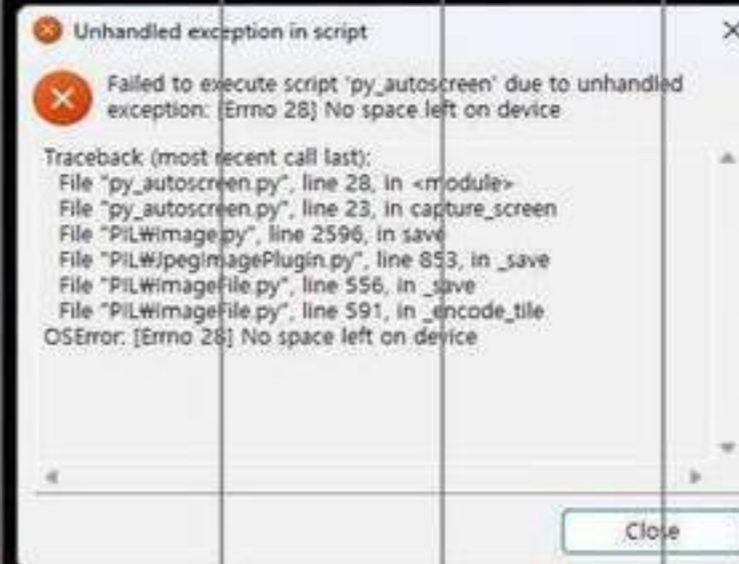 Unhandled exception in script
Failed to execute script 'py_autoscreen' due to unhandled
exception: [Errno 28] No space left on device
Traceback (most recent call last):
File "py_autoscreen.py", line 28, in <module>
File "py_autoscreen.py", line 23, in capture_screen
File "PIL₩Image.py", line 2596, in save
File "PIL₩JpegImagePlugin.py", line 853, in _save
File "PIL₩ImageFile.py", line 556, in _save
File "PIL₩ImageFile.py", line 591, in _encode_tile
OSError: [Errno 28] No space left on device
Close